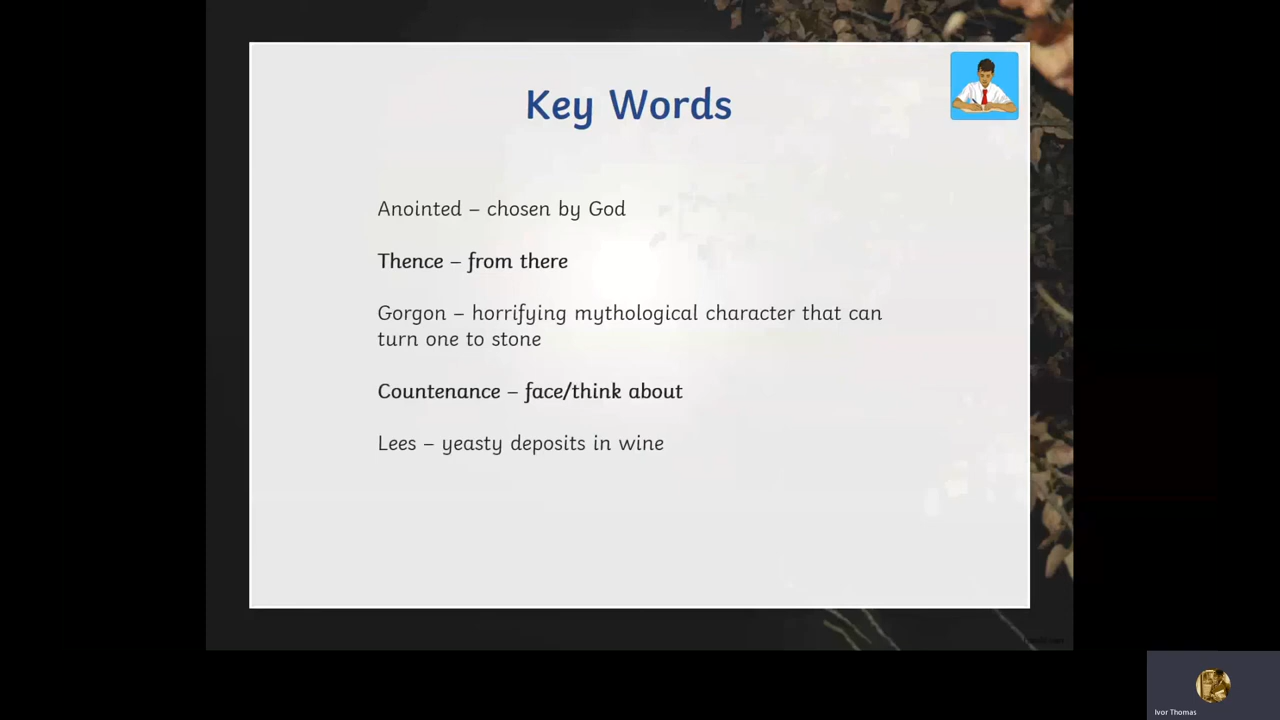 Key Words
Anointed – chosen by God
Thence – from there
Gorgon – horrifying mythological character that can
turn one to stone
Countenance – face/think about
Lees – yeasty deposits in wine
Ivor Thomas